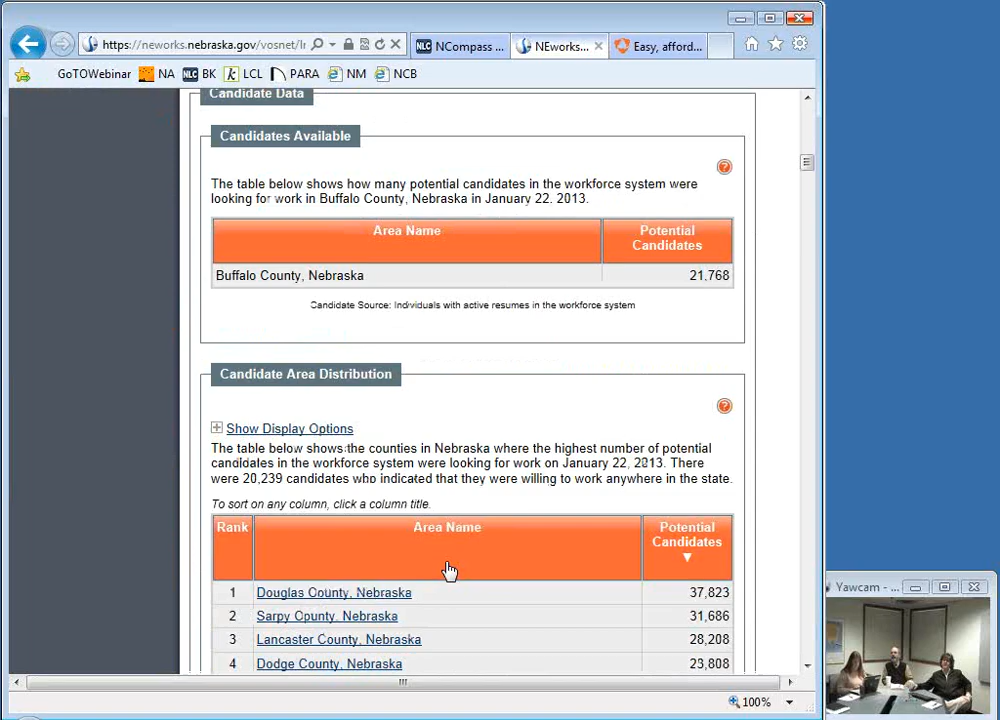 https://neworks.nebraska.gov/vosnet/lr
NCompass ...
NEworks...
Easy, afford...
GoTOWebinar
NA
NLC BK
k LCL
PARA
NM
NCB
Candidate Data
Candidates Available
The table below shows how many potential candidates in the workforce system were
looking for work in Buffalo County, Nebraska in January 22. 2013.
Area Name
Potential
Candidates
Buffalo County, Nebraska
21,768
Candidate Source: Individuals with active resumes in the workforce system
Candidate Area Distribution
Show Display Options
The table below shows the counties in Nebraska where the highest number of potential
candidates in the workforce system were looking for work on January 22, 2013. There
were 20,239 candidates who indicated that they were willing to work anywhere in the state.
To sort on any column, click a column title.
Rank
Area Name
Potential
Candidates
▼
1 Douglas County, Nebraska 37,823
2 Sarpy County, Nebraska 31,686
3 Lancaster County, Nebraska 28,208
4 Dodge County, Nebraska 23,808
100%
Yawcam - ...